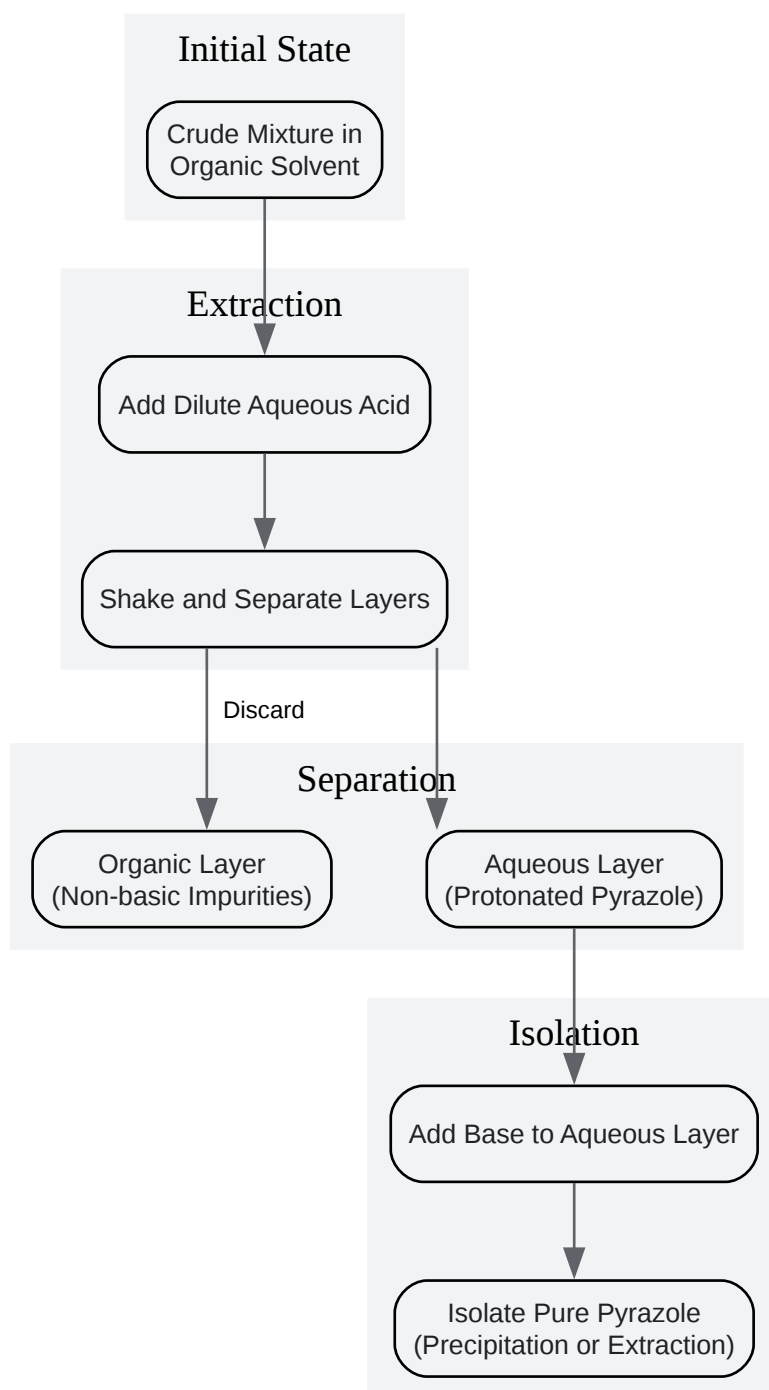 Initial State
Crude Mixture in
Organic Solvent
Extraction
Add Dilute Aqueous Acid
Shake and Separate Layers
Discard
Separation
Organic Layer
(Non-basic Impurities)
Aqueous Layer
(Protonated Pyrazole)
Isolation
Add Base to Aqueous Layer
Isolate Pure Pyrazole
(Precipitation or Extraction)